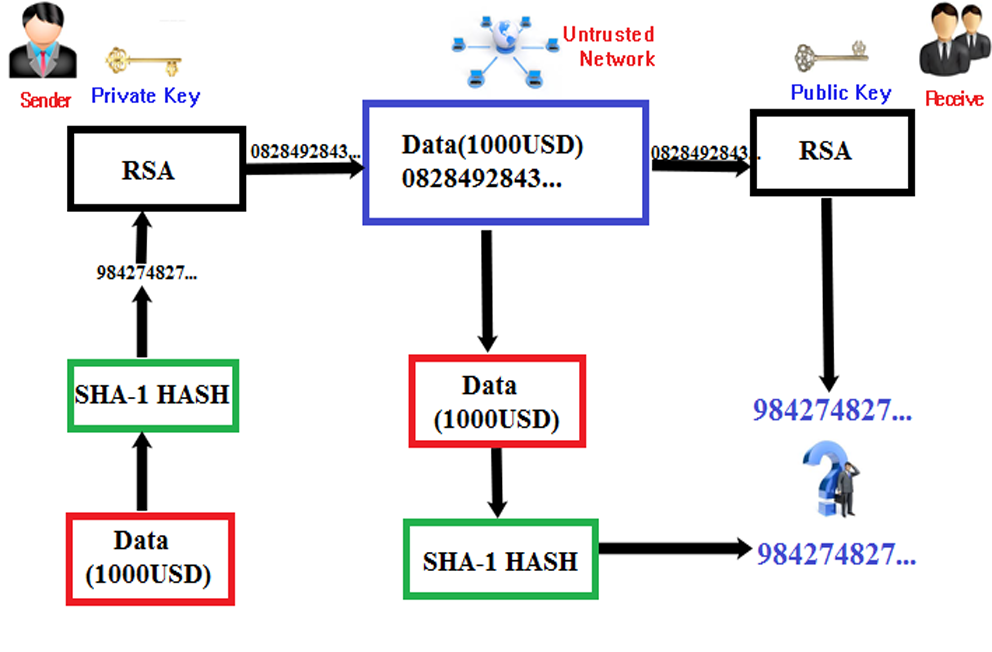 Untrusted
Network
Sender
Private Key
Public Key
Receive
RSA
0828492843...
Data(1000USD)
0828492843...
0828492843...
RSA
984274827...
SHA-1 HASH
Data
(1000USD)
984274827...
Data
(1000USD)
SHA-1 HASH
984274827...